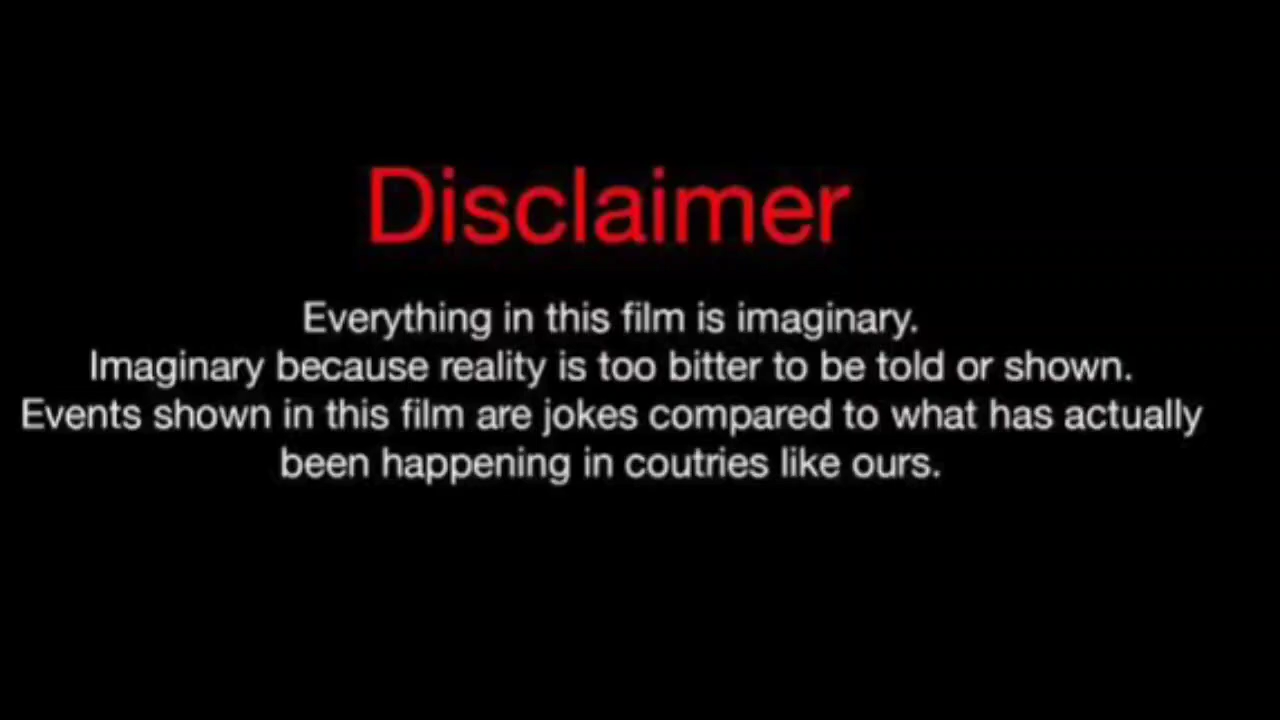 Disclaimer
Everything in this film is imaginary.
Imaginary because reality is too bitter to be told or shown.
Events shown in this film are jokes compared to what has actually
been happening in coutries like ours.